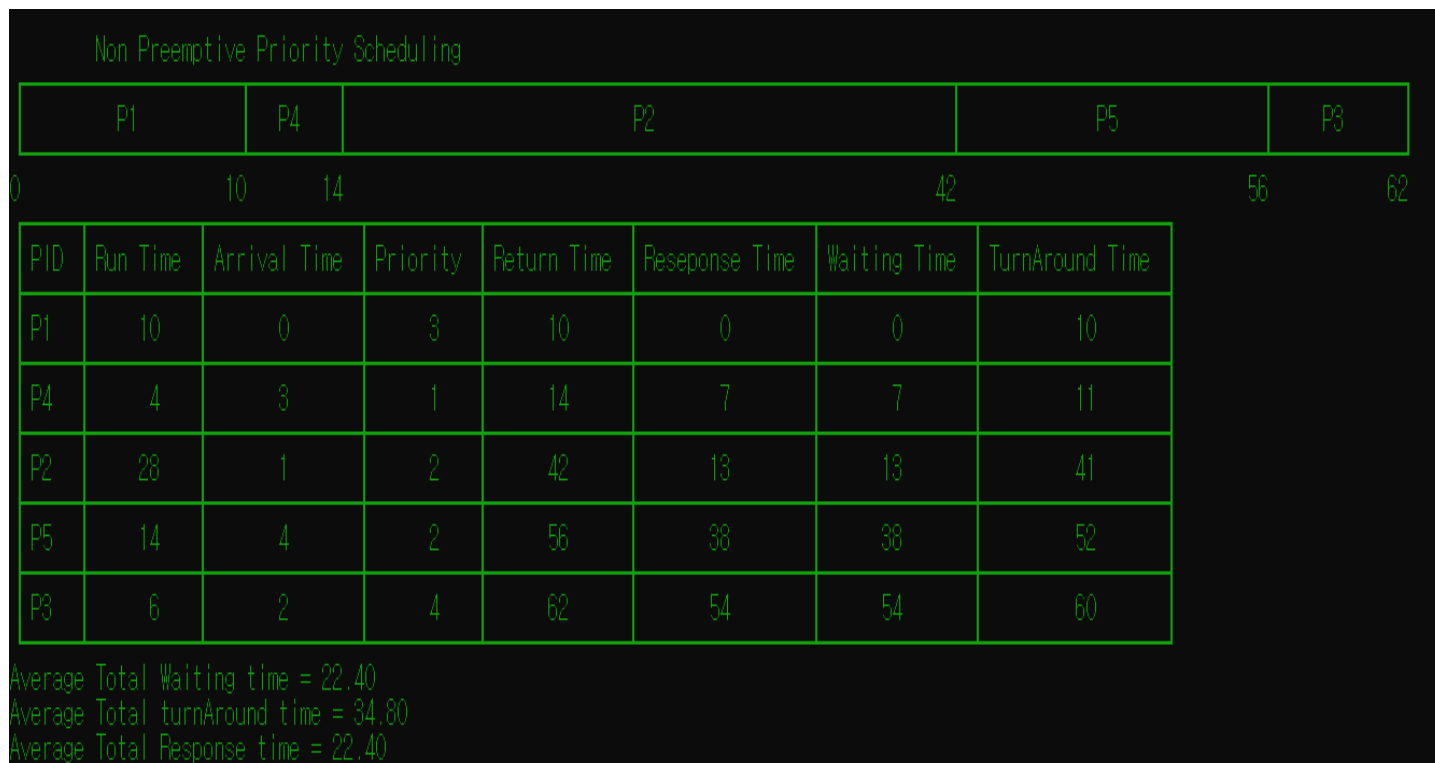 Non Preemptive Priority Scheduling
P1 P4 P2 P5 P3
0 10 14 42 56 62
PID Run Time Arrival Time Priority Return Time Reseponse Time Waiting Time TurnAround Time
P1 10 0 3 10 0 0 10
P4 4 3 1 14 7 7 11
P2 28 1 2 42 13 13 41
P5 14 4 2 56 38 38 52
P3 6 2 4 62 54 54 60
Average Total Waiting time = 22.40
Average Total turnAround time = 34.80
Average Total Response time = 22.40